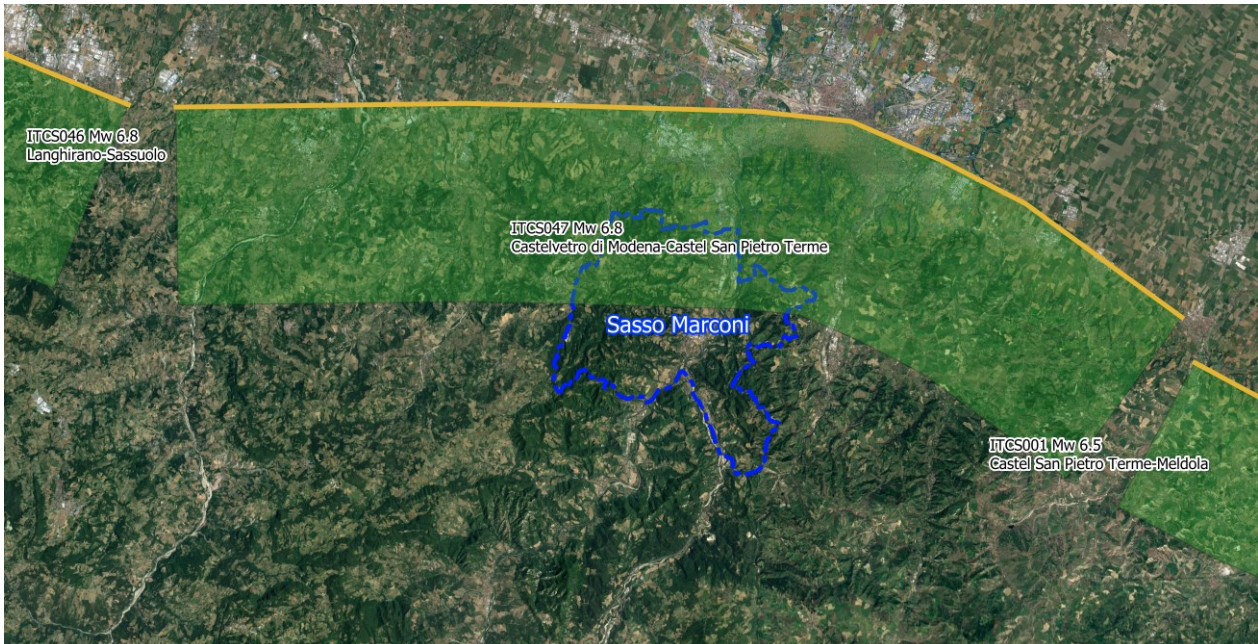 ITCS046 Mw 6.8
Langhirano-Sassuolo
ITCS047 Mw 6.8
Castelvetro di Modena-Castel San Pietro Terme
Sasso Marconi
ITCS001 Mw 6.5
Castel San Pietro Terme-Meldola